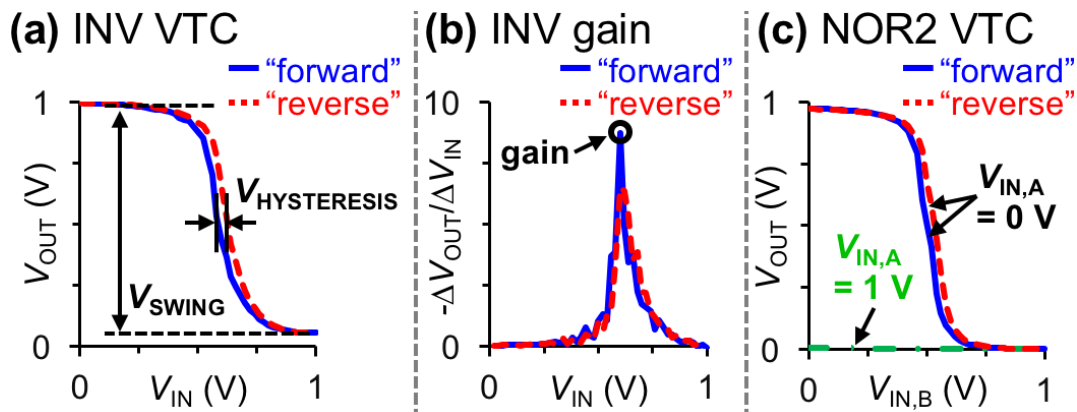 (a) INV VTC
“forward”
“reverse”
1
V_OUT (V)
0
V_HYSTERESIS
V_SWING
0
1
V_IN (V)
(b) INV gain
“forward”
“reverse”
10
-ΔV_OUT/ΔV_IN
0
gain
0
1
V_IN (V)
(c) NOR2 VTC
“forward”
“reverse”
1
V_OUT (V)
0
V_IN,A
= 0 V
V_IN,A
= 1 V
0
1
V_IN,B (V)